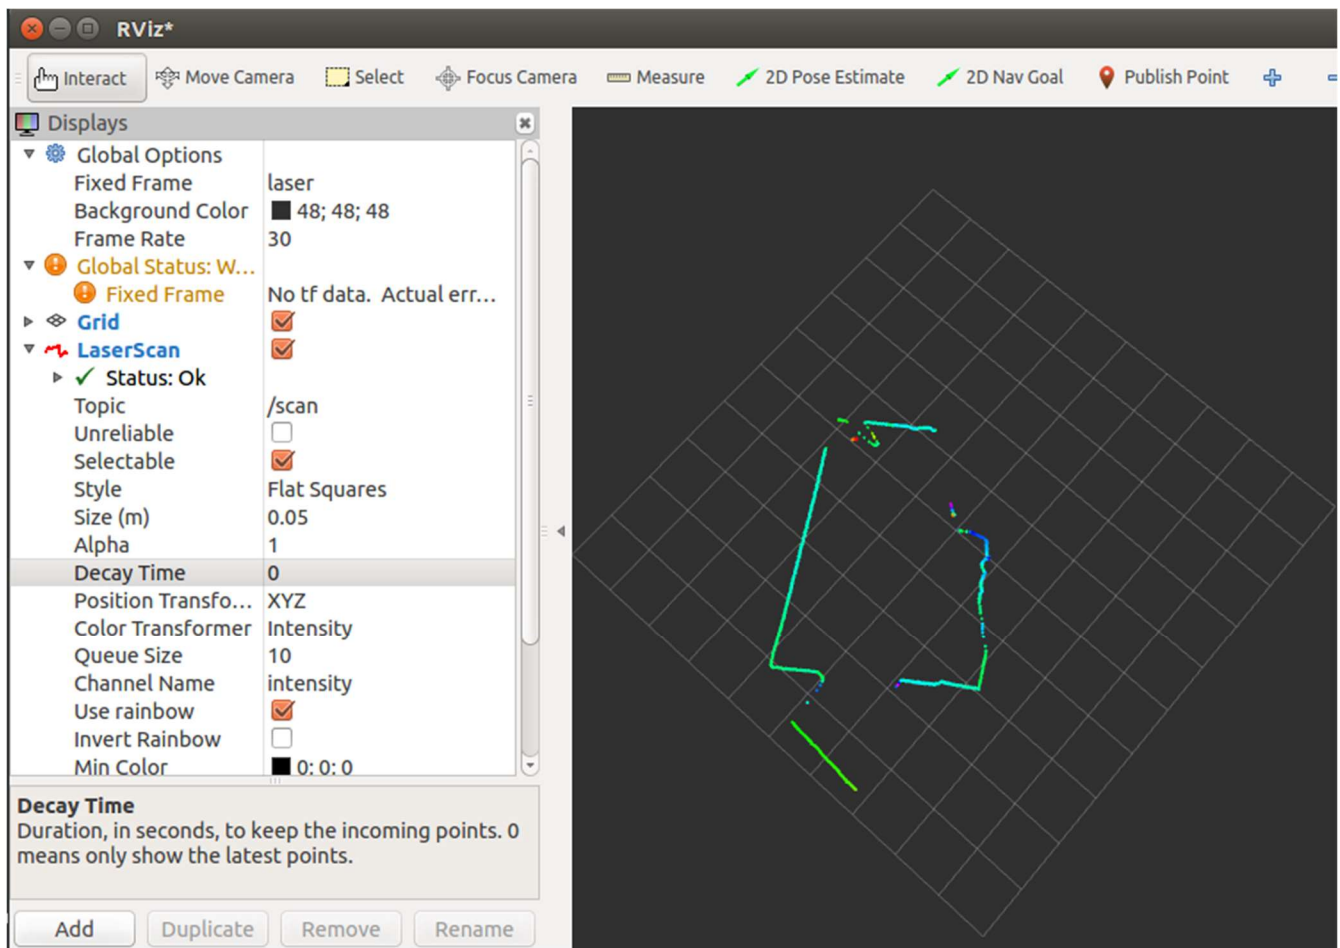 RViz*
Interact Move Camera Select Focus Camera Measure 2D Pose Estimate 2D Nav Goal Publish Point
Displays
Global Options
Fixed Frame laser
Background Color 48; 48; 48
Frame Rate 30
Global Status: W...
Fixed Frame No tf data. Actual err...
Grid
LaserScan
Status: Ok
Topic /scan
Unreliable
Selectable
Style Flat Squares
Size (m) 0.05
Alpha 1
Decay Time 0
Position Transfo... XYZ
Color Transformer Intensity
Queue Size 10
Channel Name intensity
Use rainbow
Invert Rainbow
Min Color 0; 0; 0
Decay Time
Duration, in seconds, to keep the incoming points. 0
means only show the latest points.
Add Duplicate Remove Rename